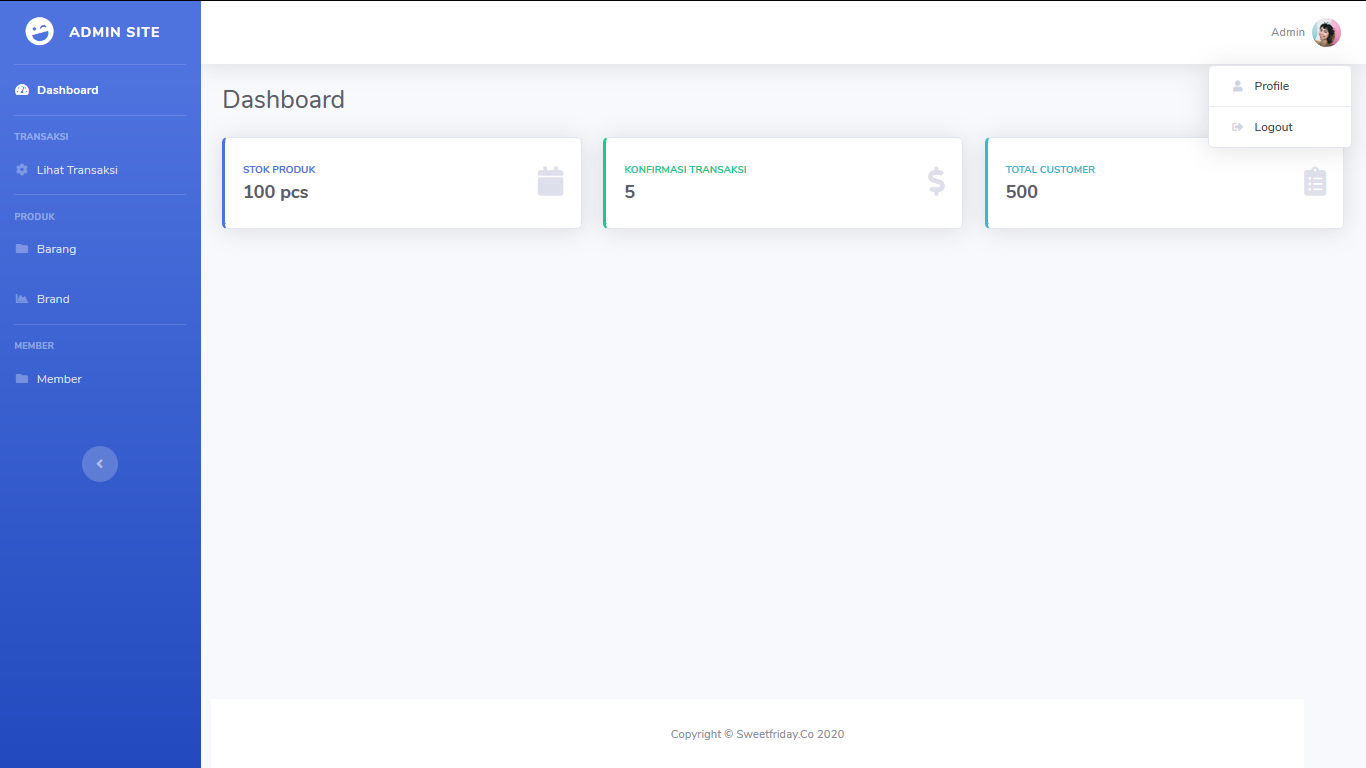 ADMIN SITE
Dashboard
TRANSAKSI
Lihat Transaksi
PRODUK
Barang
Brand
MEMBER
Member
Admin
Profile
Logout
Dashboard
STOK PRODUK
100 pcs
KONFIRMASI TRANSAKSI
5
TOTAL CUSTOMER
500
Copyright © Sweetfriday.Co 2020